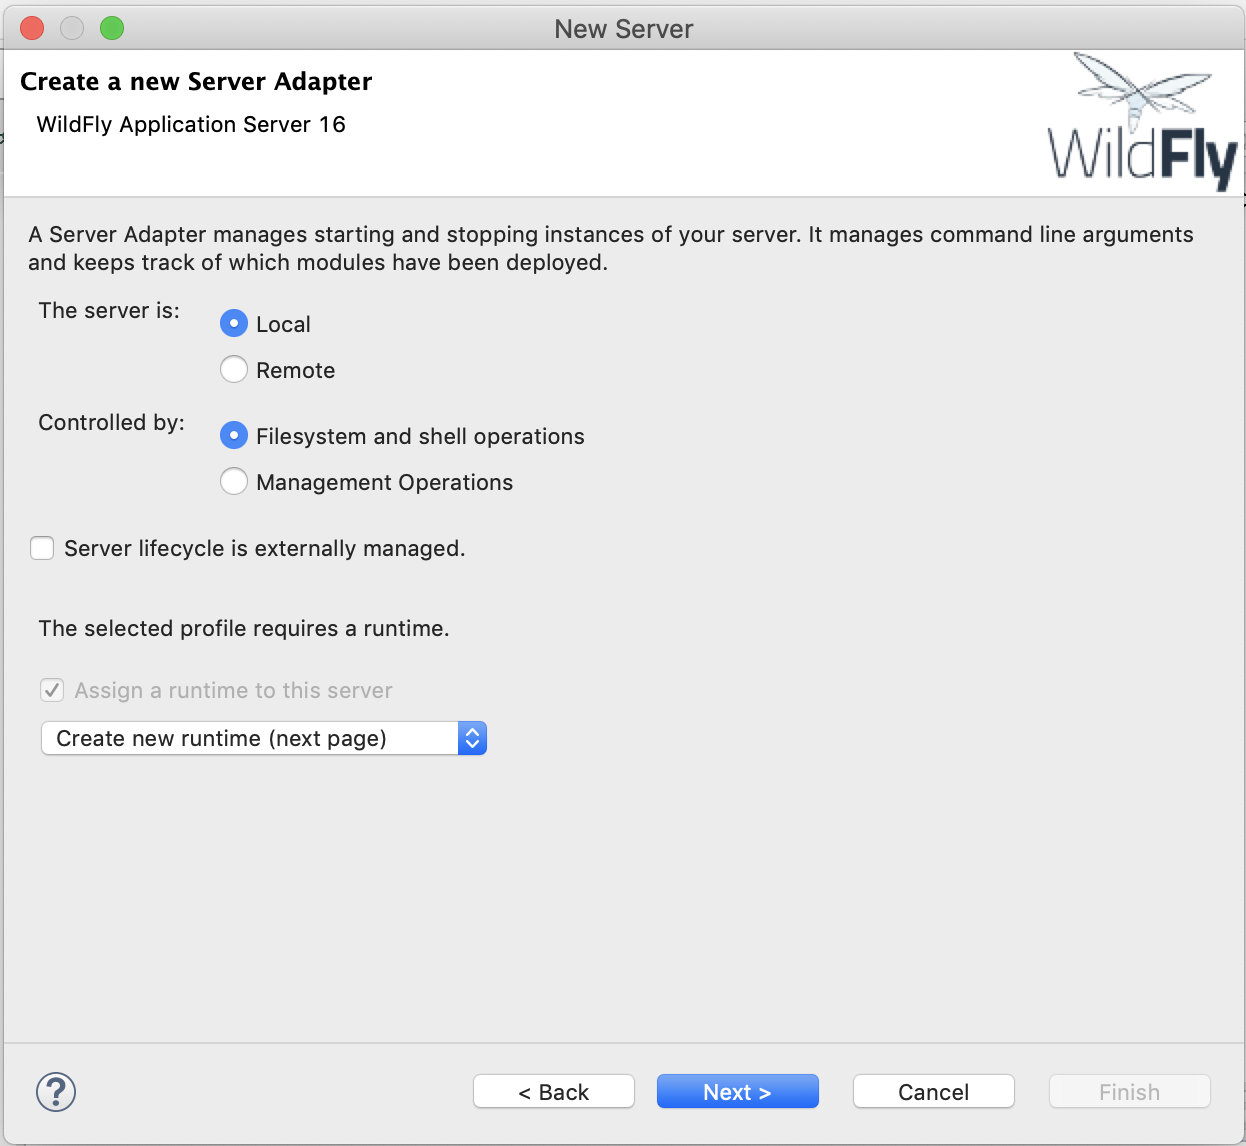 New Server
Create a new Server Adapter
WildFly Application Server 16
WildFly
A Server Adapter manages starting and stopping instances of your server. It manages command line arguments
and keeps track of which modules have been deployed.
The server is:
Local
Remote
Controlled by:
Filesystem and shell operations
Management Operations
Server lifecycle is externally managed.
The selected profile requires a runtime.
Assign a runtime to this server
Create new runtime (next page)
?
< Back
Next >
Cancel
Finish